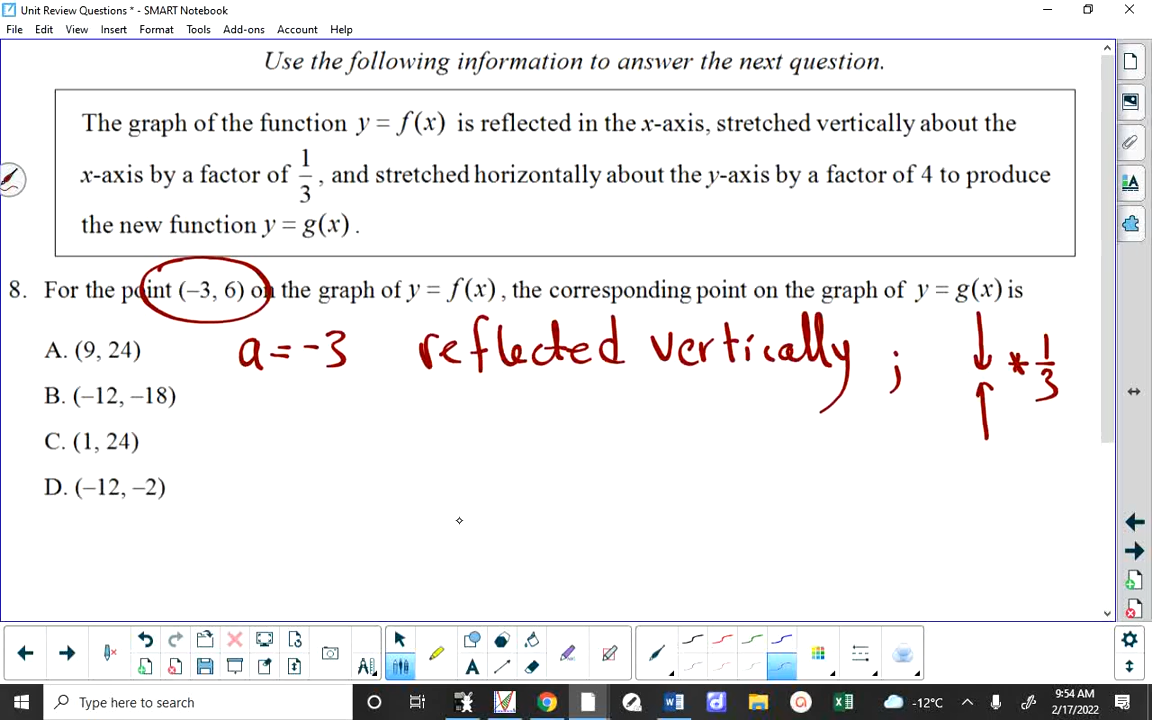 Unit Review Questions * - SMART Notebook
File Edit View Insert Format Tools Add-ons Account Help
Use the following information to answer the next question.
The graph of the function y = f(x) is reflected in the x-axis, stretched vertically about the
x-axis by a factor of 1/3, and stretched horizontally about the y-axis by a factor of 4 to produce
the new function y = g(x).
8. For the point (−3, 6) on the graph of y = f(x), the corresponding point on the graph of y = g(x) is
A. (9, 24)
a = -3 reflected vertically ; ↓ * 1/3
B. (−12, −18)
C. (1, 24)
D. (−12, −2)
Type here to search
-12°C
9:54 AM
2/17/2022